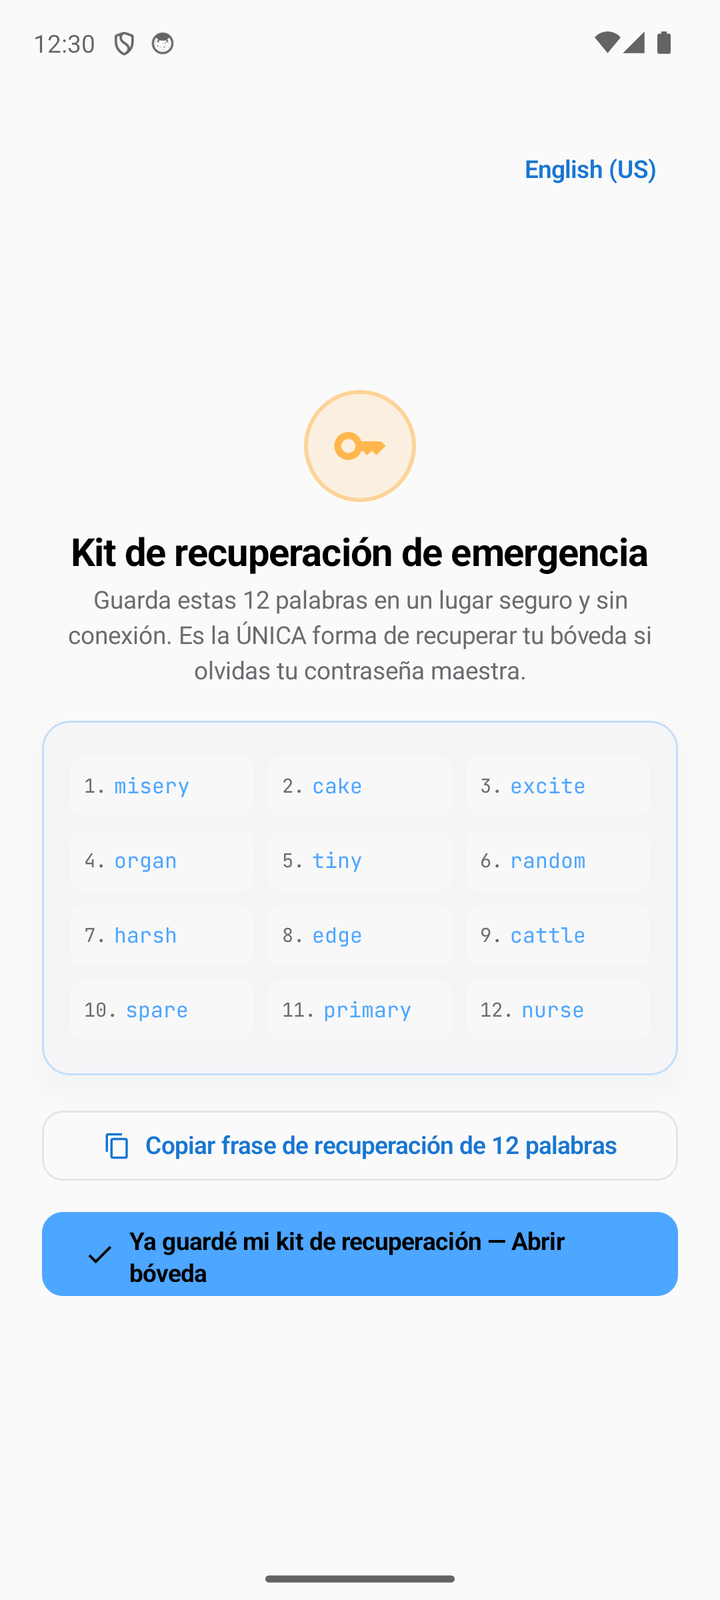 12:30
English (US)
Kit de recuperación de emergencia
Guarda estas 12 palabras en un lugar seguro y sin
conexión. Es la ÚNICA forma de recuperar tu bóveda si
olvidas tu contraseña maestra.
1. misery 2. cake 3. excite
4. organ 5. tiny 6. random
7. harsh 8. edge 9. cattle
10. spare 11. primary 12. nurse
Copiar frase de recuperación de 12 palabras
Ya guardé mi kit de recuperación — Abrir
bóveda